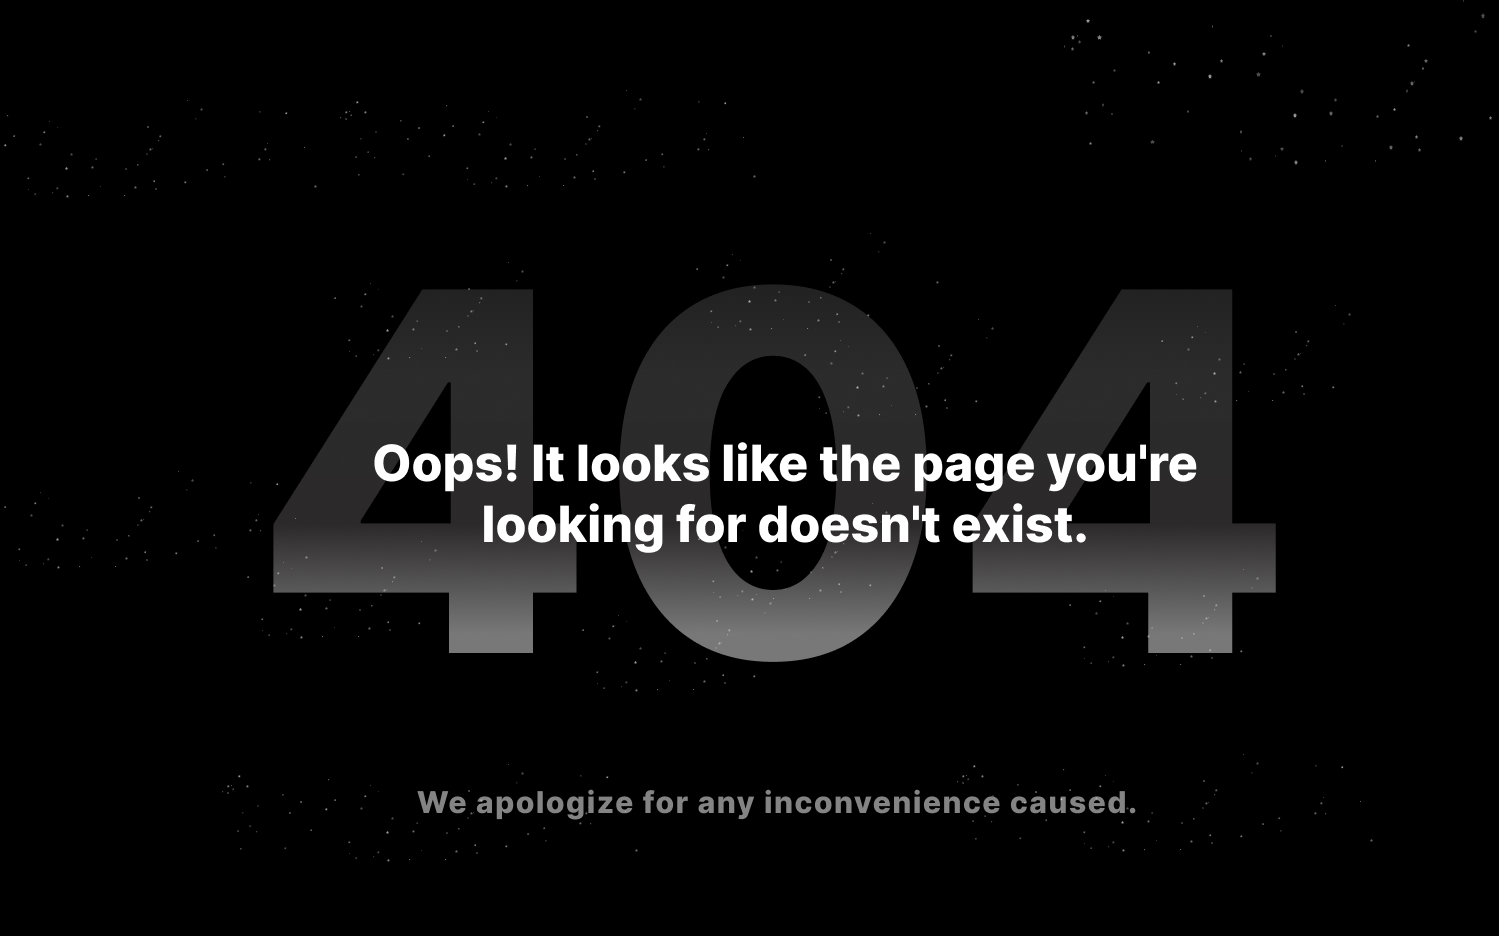 404
Oops! It looks like the page you're
looking for doesn't exist.
We apologize for any inconvenience caused.